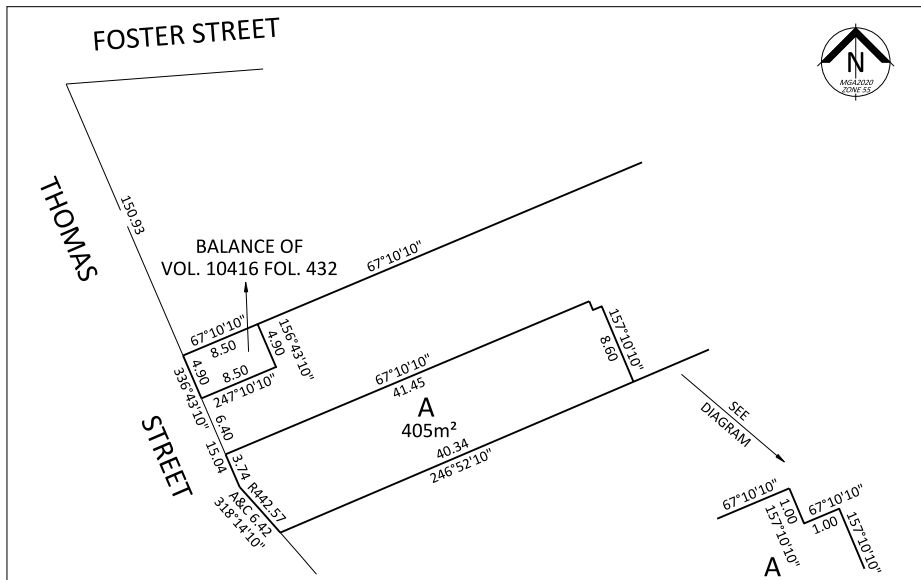 FOSTER STREET
N
MGA2020
ZONE 55
THOMAS
150.93
BALANCE OF
VOL. 10416 FOL. 432
67°10'10"
67°10'10"
8.50
156°43'10"
4.90
4.90
8.50
247°10'10"
336°43'10"
157°10'10"
8.60
67°10'10"
41.45
6.40
A
405m²
SEE
DIAGRAM
STREET
15.04
3.74
R442.57
A&C 6.42
318°14'10"
40.34
246°52'10"
67°10'10"
67°10'10"
1.00
1.00
157°10'10"
157°10'10"
A